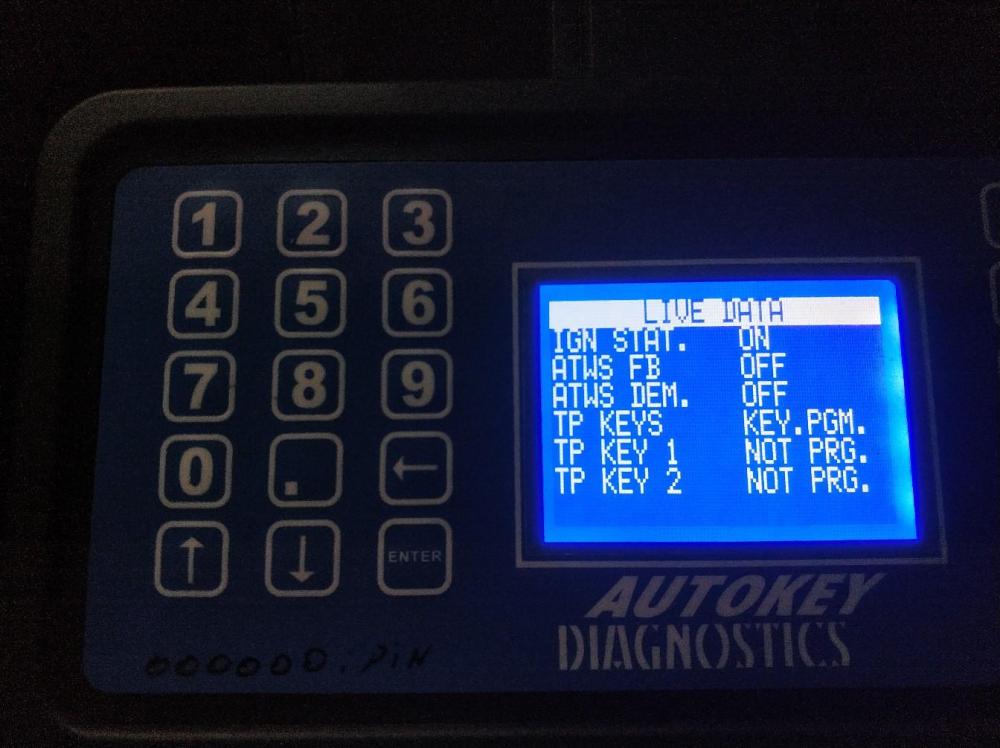 1 2 3
4 5 6
7 8 9
0 . ←
↑ ↓ ENTER
LIVE DATA
IGN STAT. ON
ATWS FB OFF
ATWS DEM. OFF
TP KEYS KEY.PGM.
TP KEY 1 NOT PRG.
TP KEY 2 NOT PRG.
AUTOKEY
DIAGNOSTICS
000000. PiN